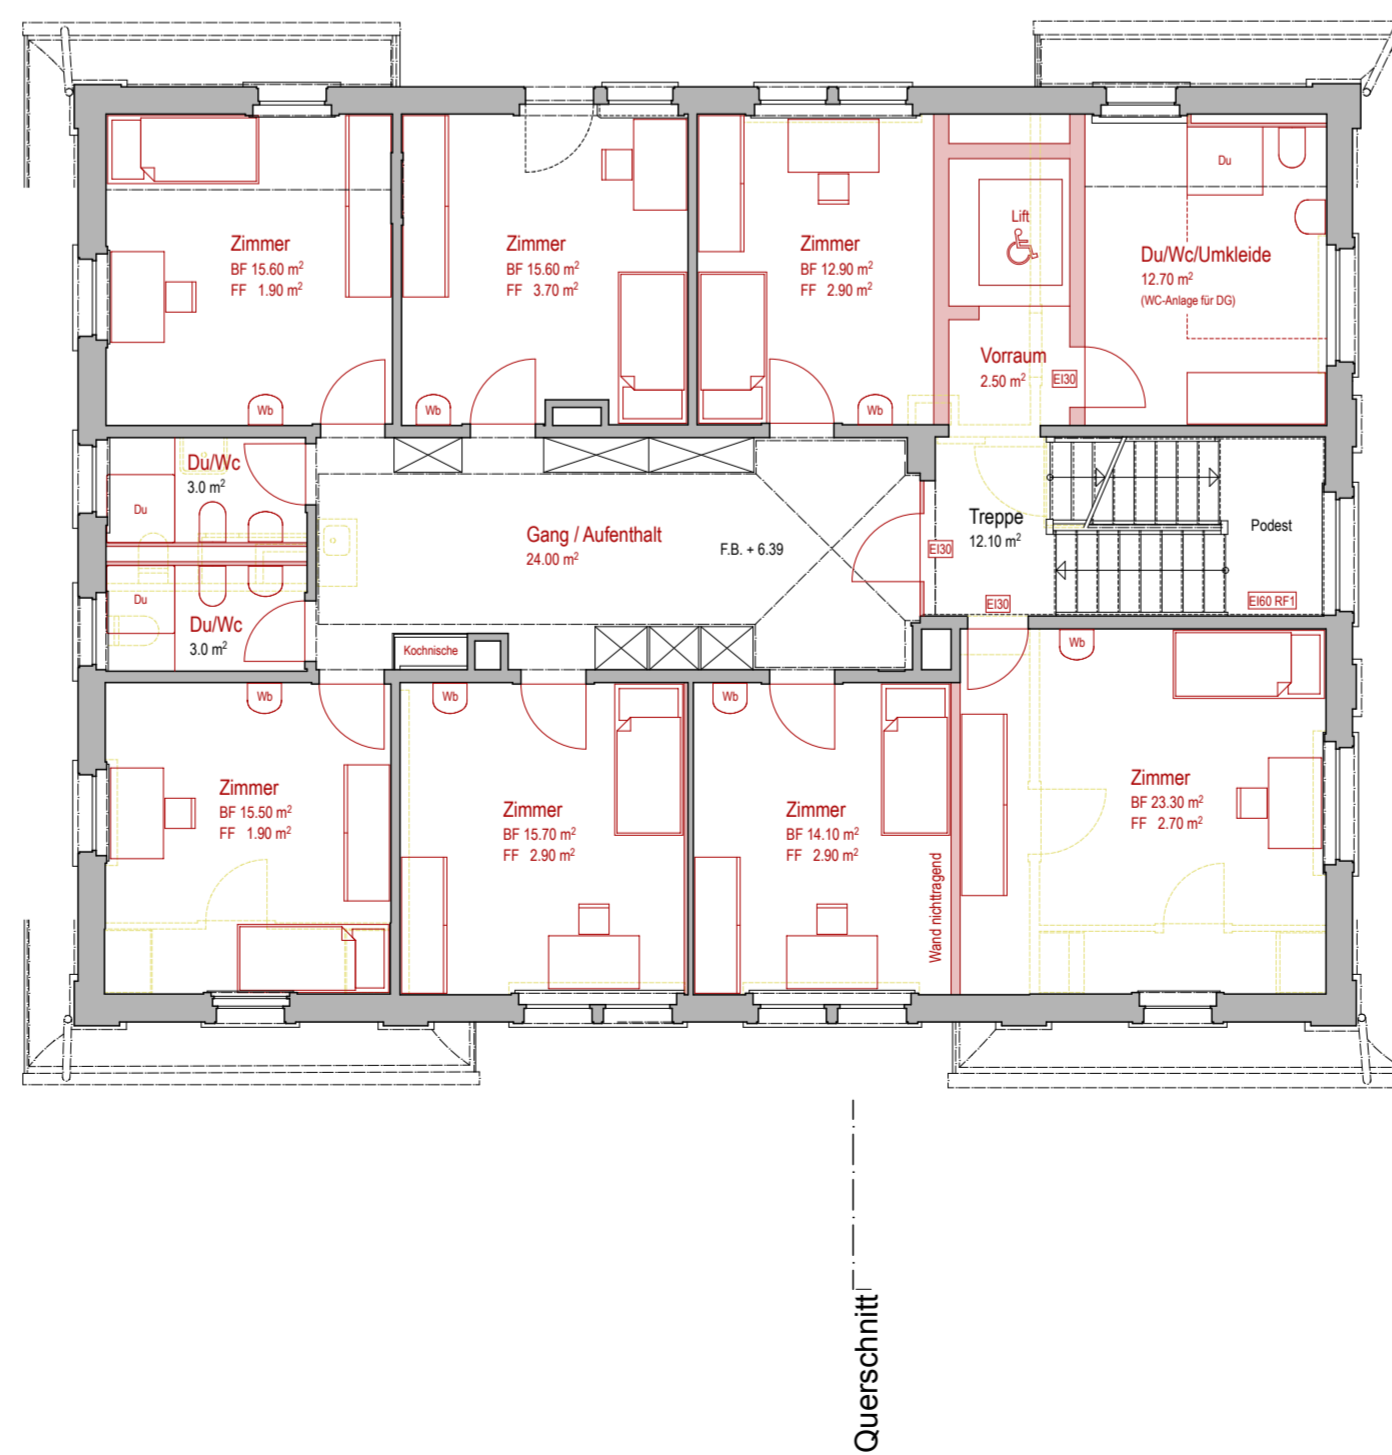 Zimmer
BF 15.60 m²
FF 1.90 m²
Wb
Zimmer
BF 15.60 m²
FF 3.70 m²
Wb
Zimmer
BF 12.90 m²
FF 2.90 m²
Wb
Lift
Vorraum
2.50 m²
EI30
Du
Du/Wc/Umkleide
12.70 m²
(WC-Anlage für DG)
Du/Wc
3.0 m²
Du
Du
Du/Wc
3.0 m²
Gang / Aufenthalt
24.00 m²
F.B. + 6.39
Kochnische
EI30
Treppe
12.10 m²
EI30
Podest
EI60 RF1
Wb
Zimmer
BF 15.50 m²
FF 1.90 m²
Wb
Zimmer
BF 15.70 m²
FF 2.90 m²
Wb
Zimmer
BF 14.10 m²
FF 2.90 m²
Wand nichttragend
Wb
Zimmer
BF 23.30 m²
FF 2.70 m²
Querschnitt